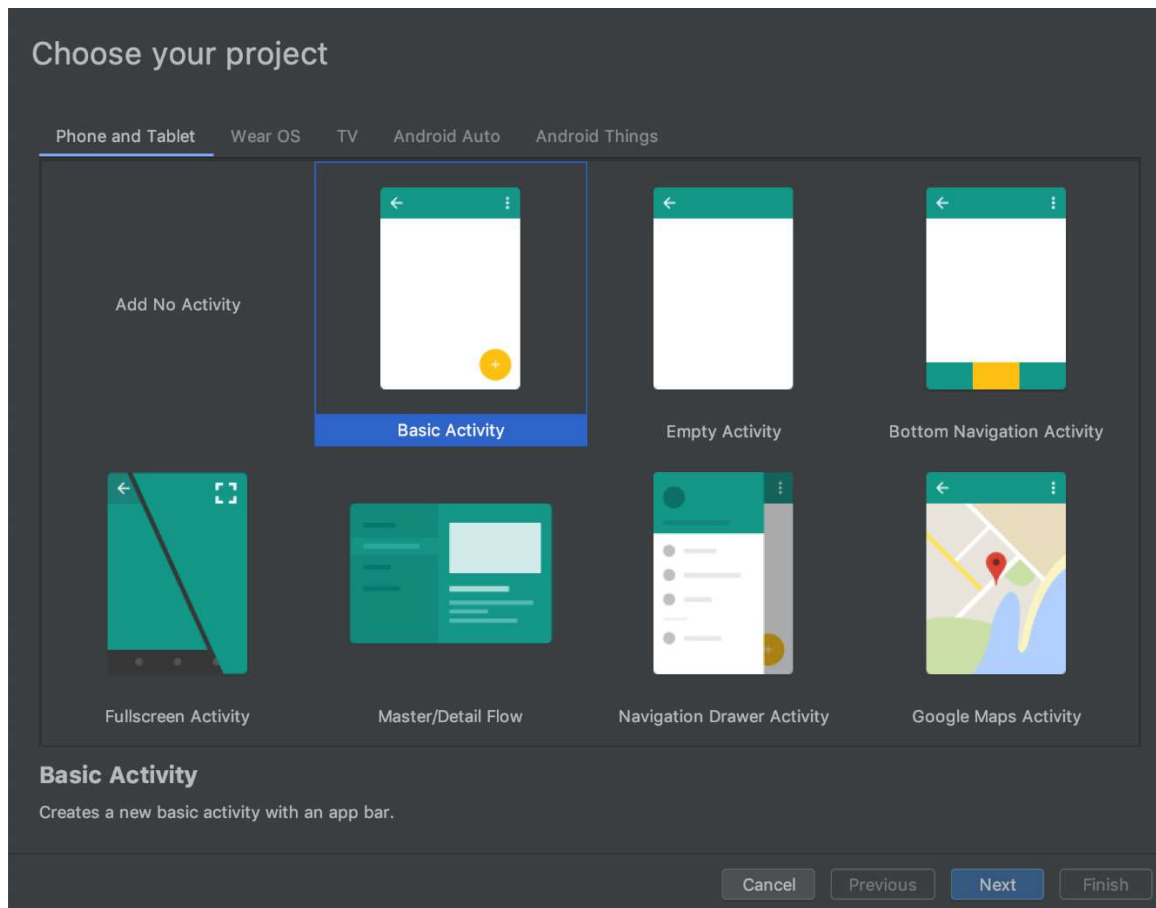 Choose your project
Phone and Tablet Wear OS TV Android Auto Android Things
Add No Activity
Basic Activity Empty Activity Bottom Navigation Activity
Fullscreen Activity Master/Detail Flow Navigation Drawer Activity Google Maps Activity
Basic Activity
Creates a new basic activity with an app bar.
Cancel Previous Next Finish